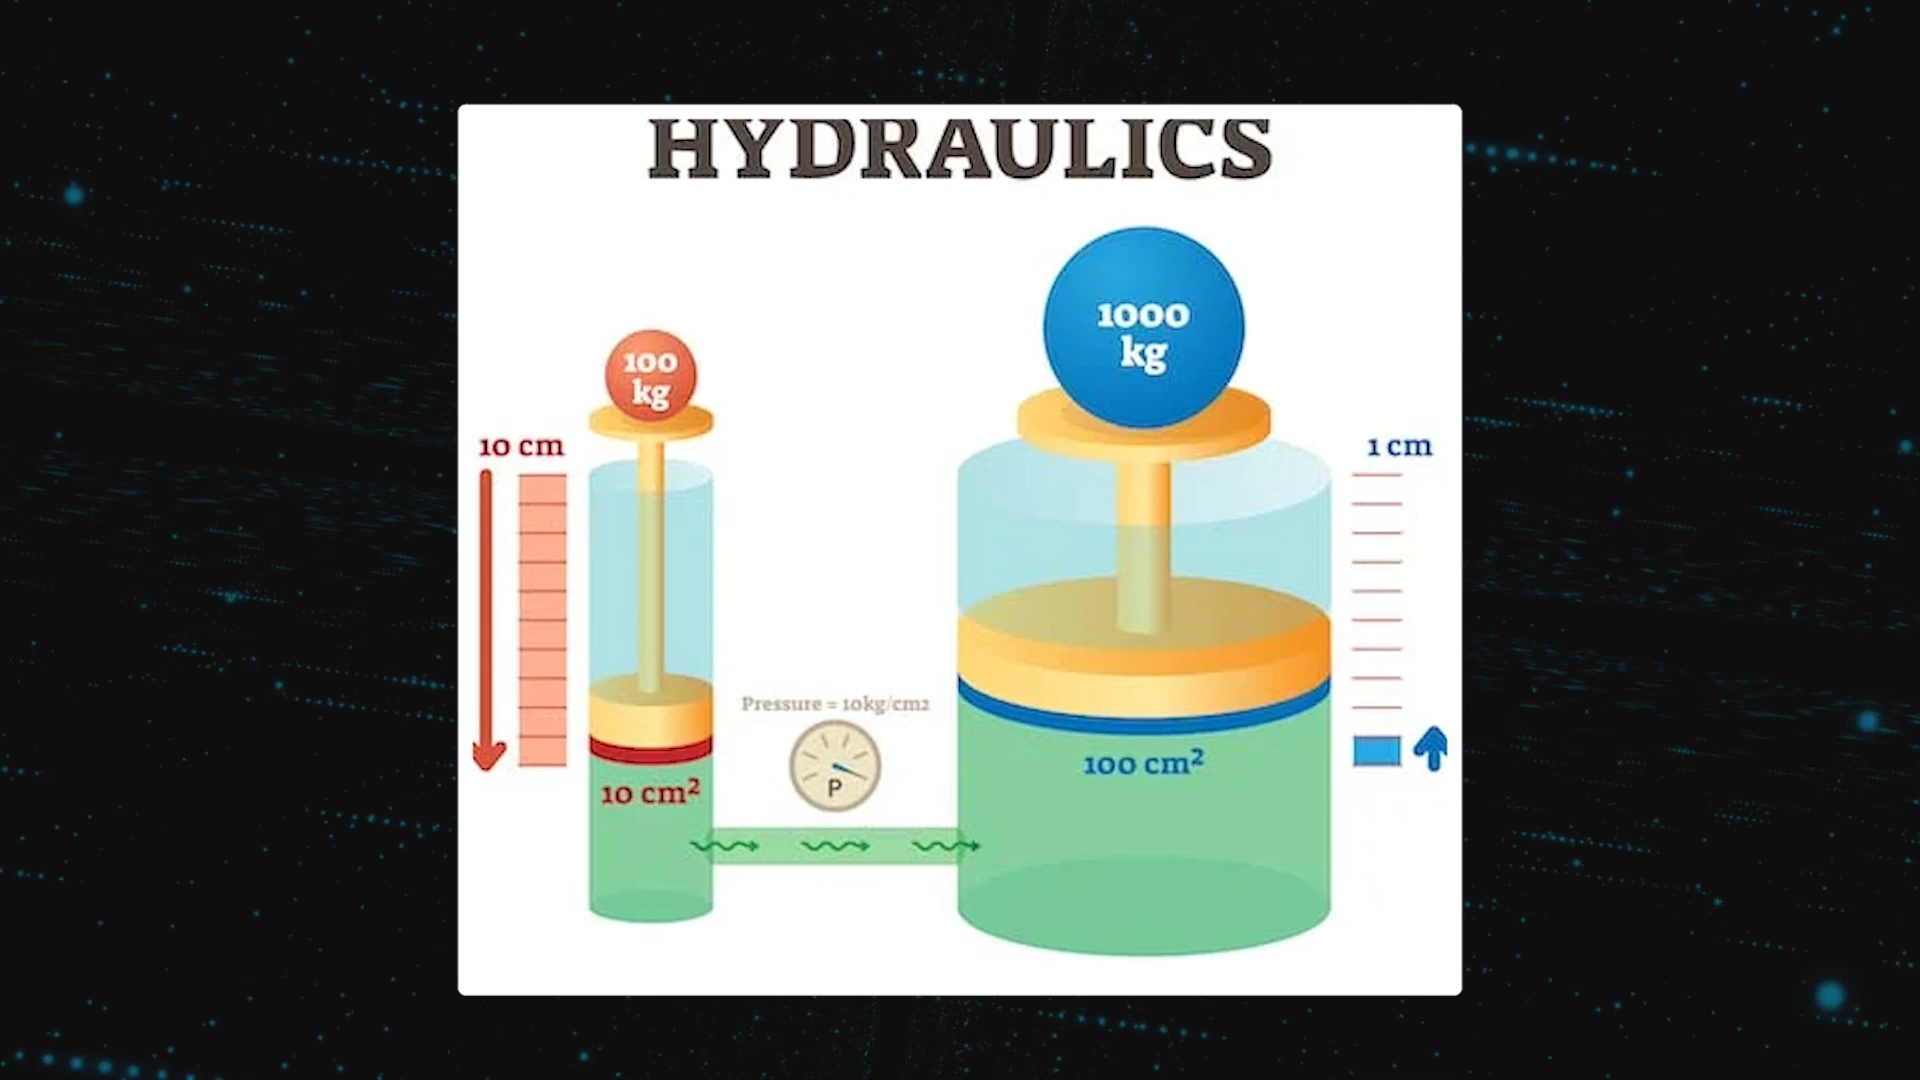 HYDRAULICS
1000
kg
100
kg
10 cm
1 cm
Pressure = 10kg/cm2
P
100 cm²
10 cm²